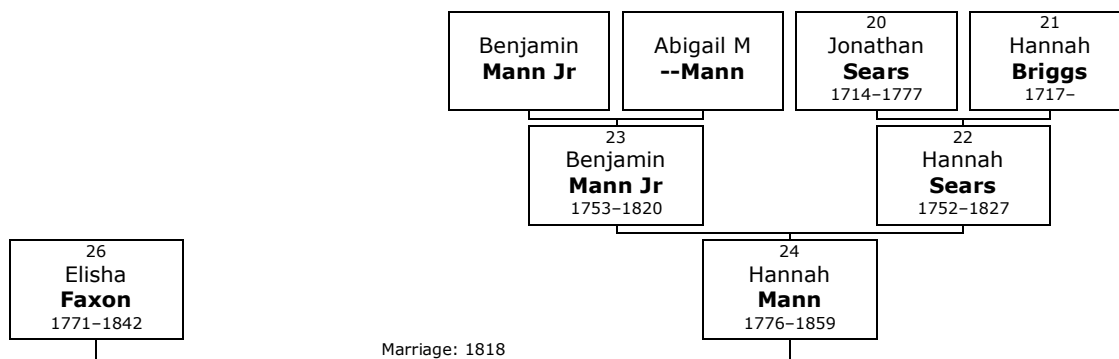 Benjamin
Mann Jr
Abigail M
--Mann
20
Jonathan
Sears
1714–1777
21
Hannah
Briggs
1717–
23
Benjamin
Mann Jr
1753–1820
22
Hannah
Sears
1752–1827
26
Elisha
Faxon
1771–1842
24
Hannah
Mann
1776–1859
Marriage: 1818